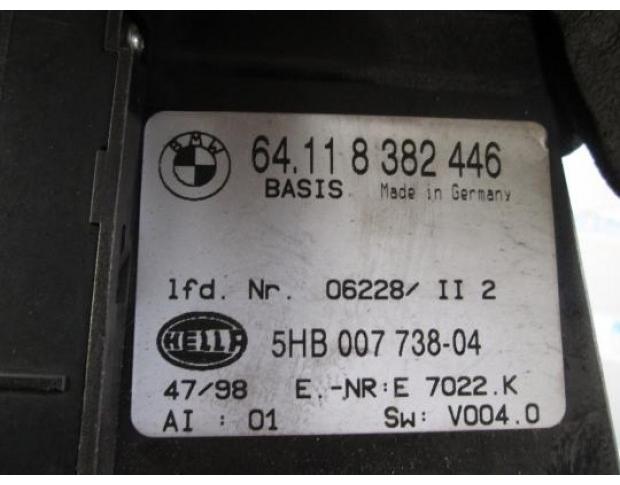 BMW
64.11 8 382 446
BASIS Made in Germany
lfd. Nr. 06228/ II 2
HELLA 5HB 007 738-04
47/98 E.-NR:E 7022.K
AI : 01 Sw: V004.0